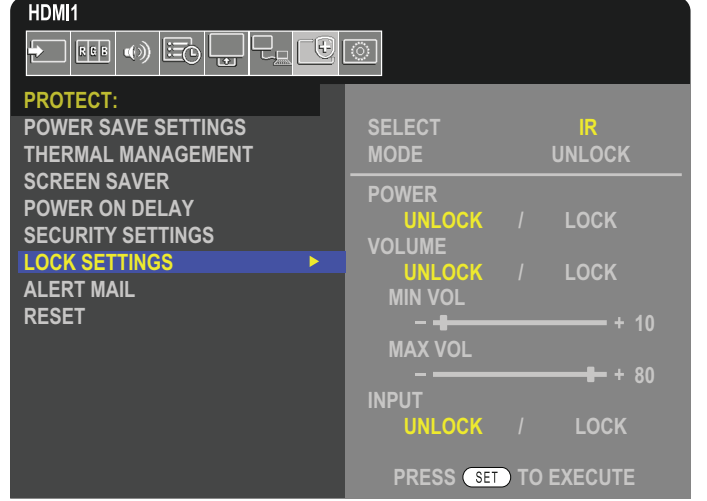 HDMI1
RGB
PROTECT:
POWER SAVE SETTINGS
THERMAL MANAGEMENT
SCREEN SAVER
POWER ON DELAY
SECURITY SETTINGS
LOCK SETTINGS
ALERT MAIL
RESET
SELECT IR
MODE UNLOCK
POWER
UNLOCK / LOCK
VOLUME
UNLOCK / LOCK
MIN VOL
− + 10
MAX VOL
− + 80
INPUT
UNLOCK / LOCK
PRESS SET TO EXECUTE